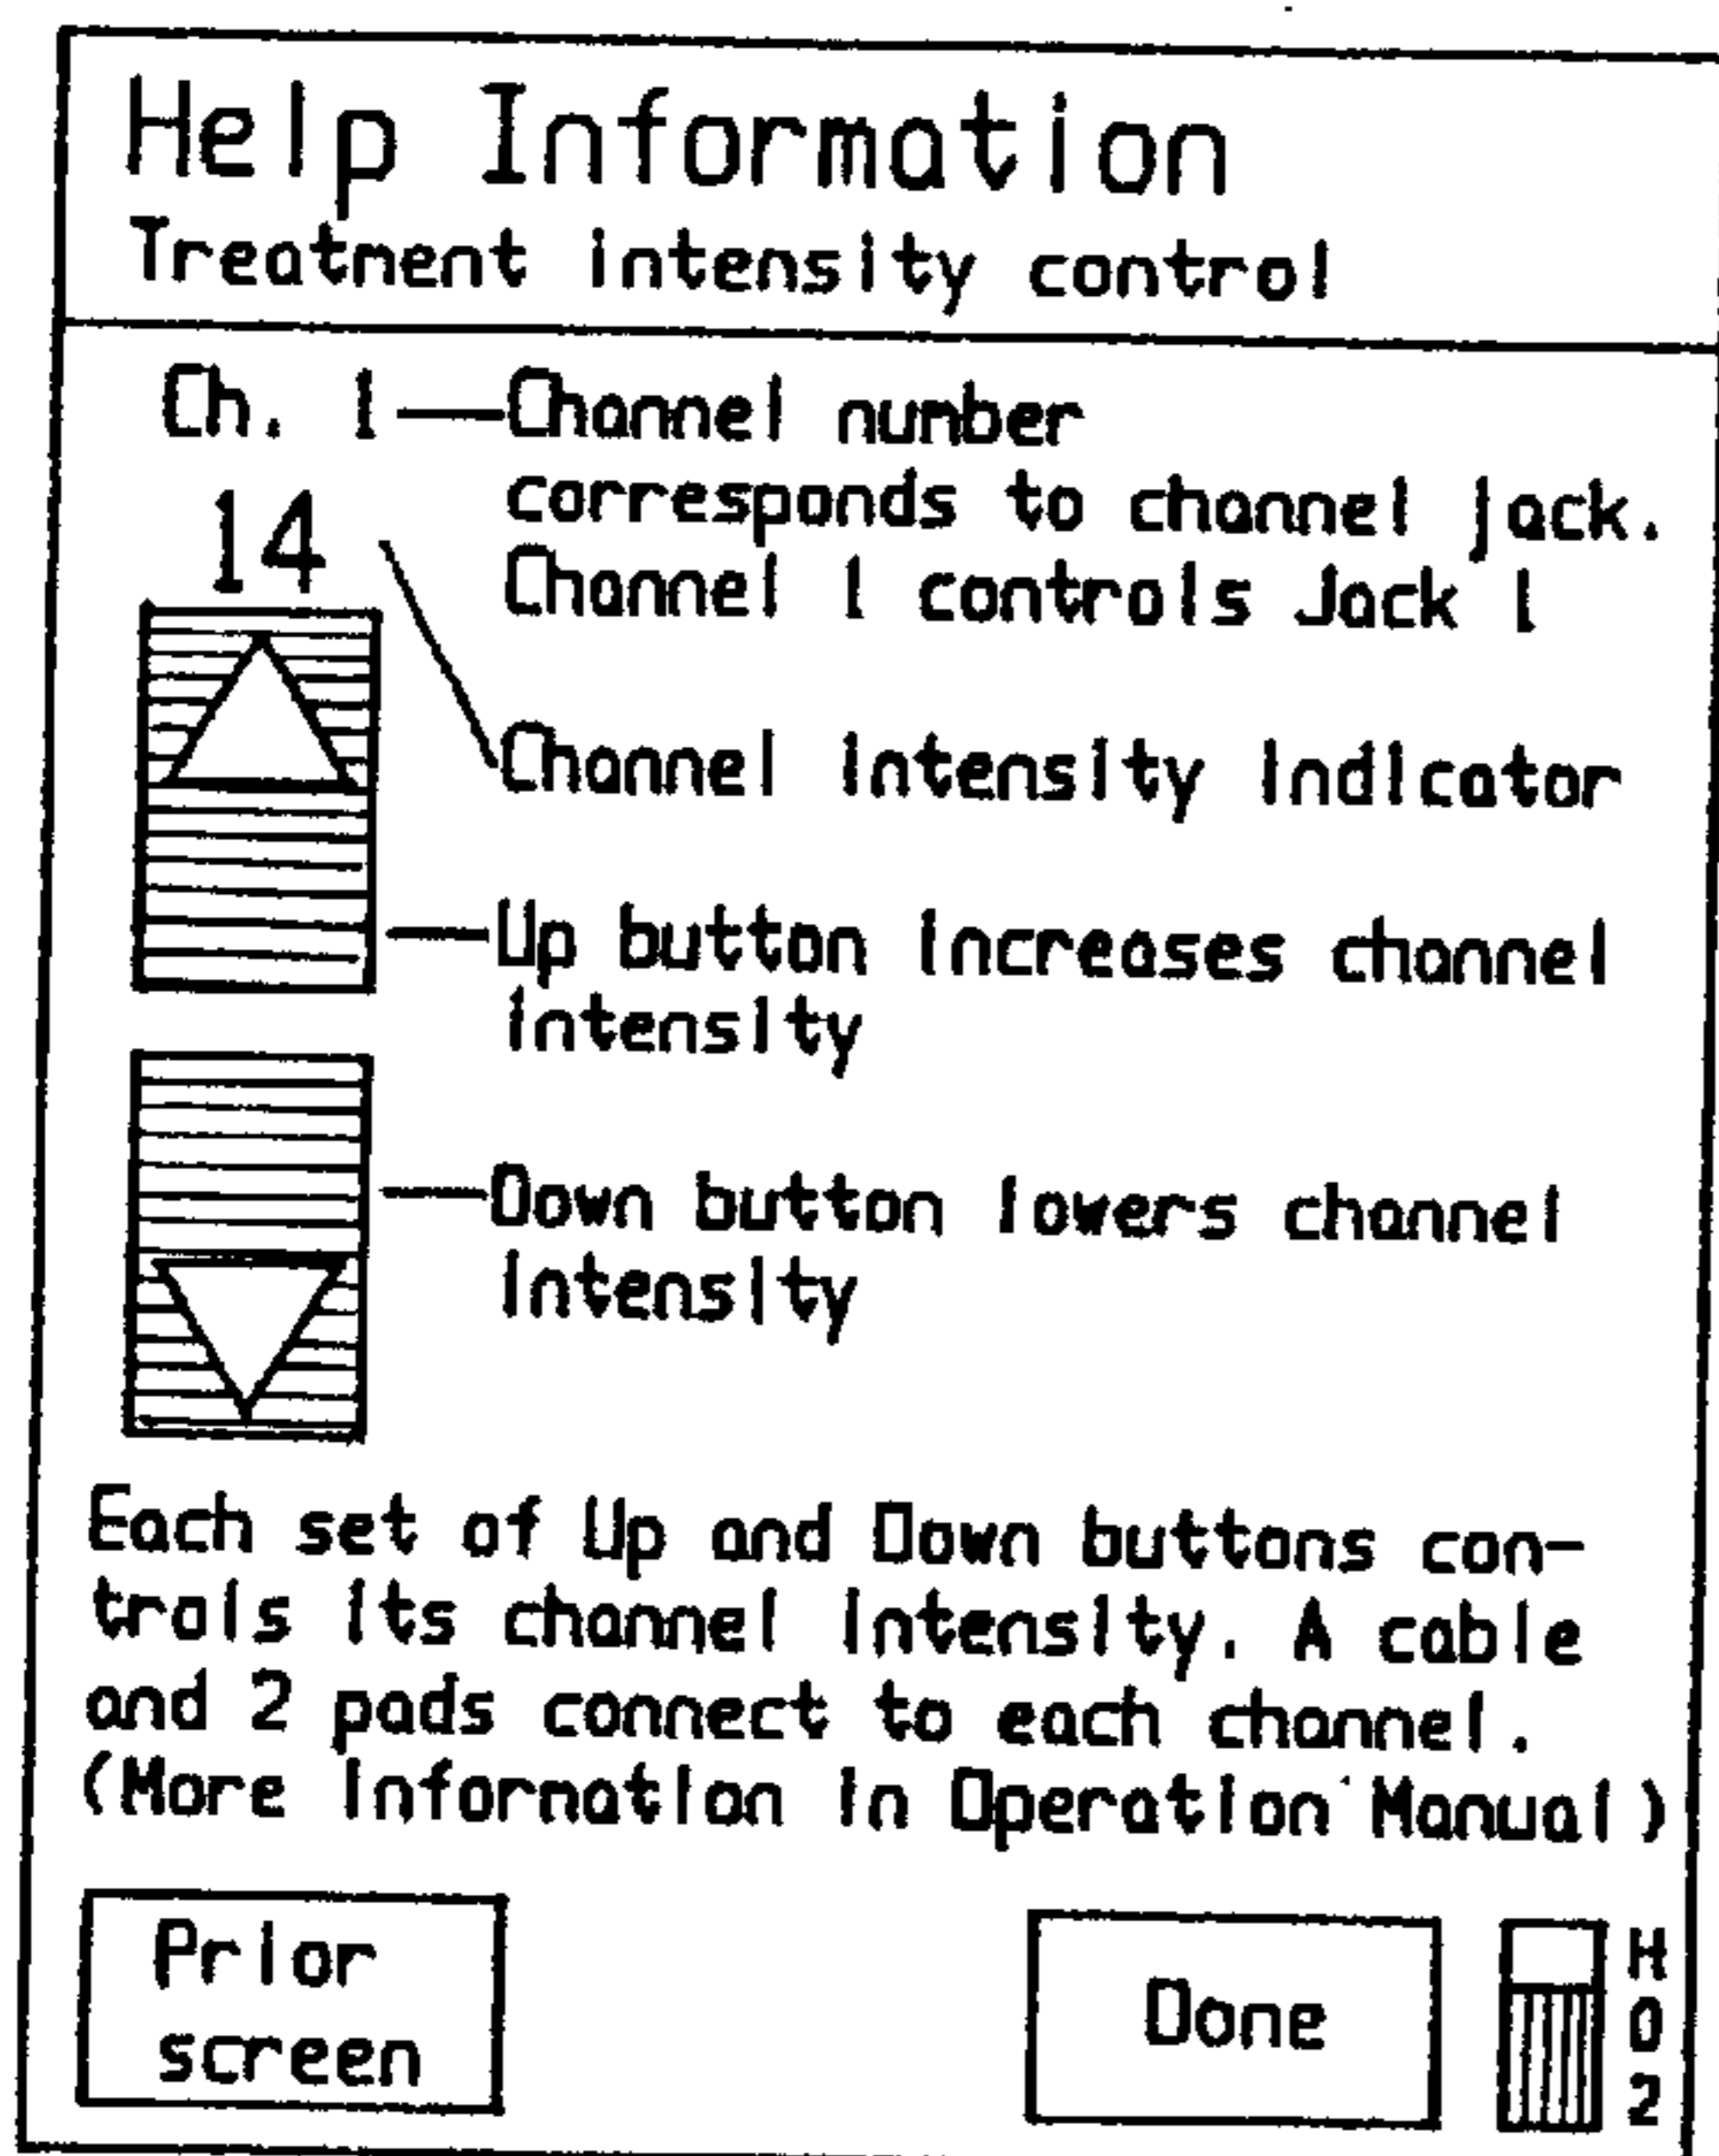 Help Information
Treatment intensity control
Ch. 1
Channel number
corresponds to channel jack.
Channel 1 controls Jack 1
14
Channel intensity indicator
Up button increases channel
intensity
Down button lowers channel
intensity
Each set of Up and Down buttons con-
trols its channel intensity. A cable
and 2 pads connect to each channel.
(More information in Operation Manual)
Prior
screen
Done
H
0
2